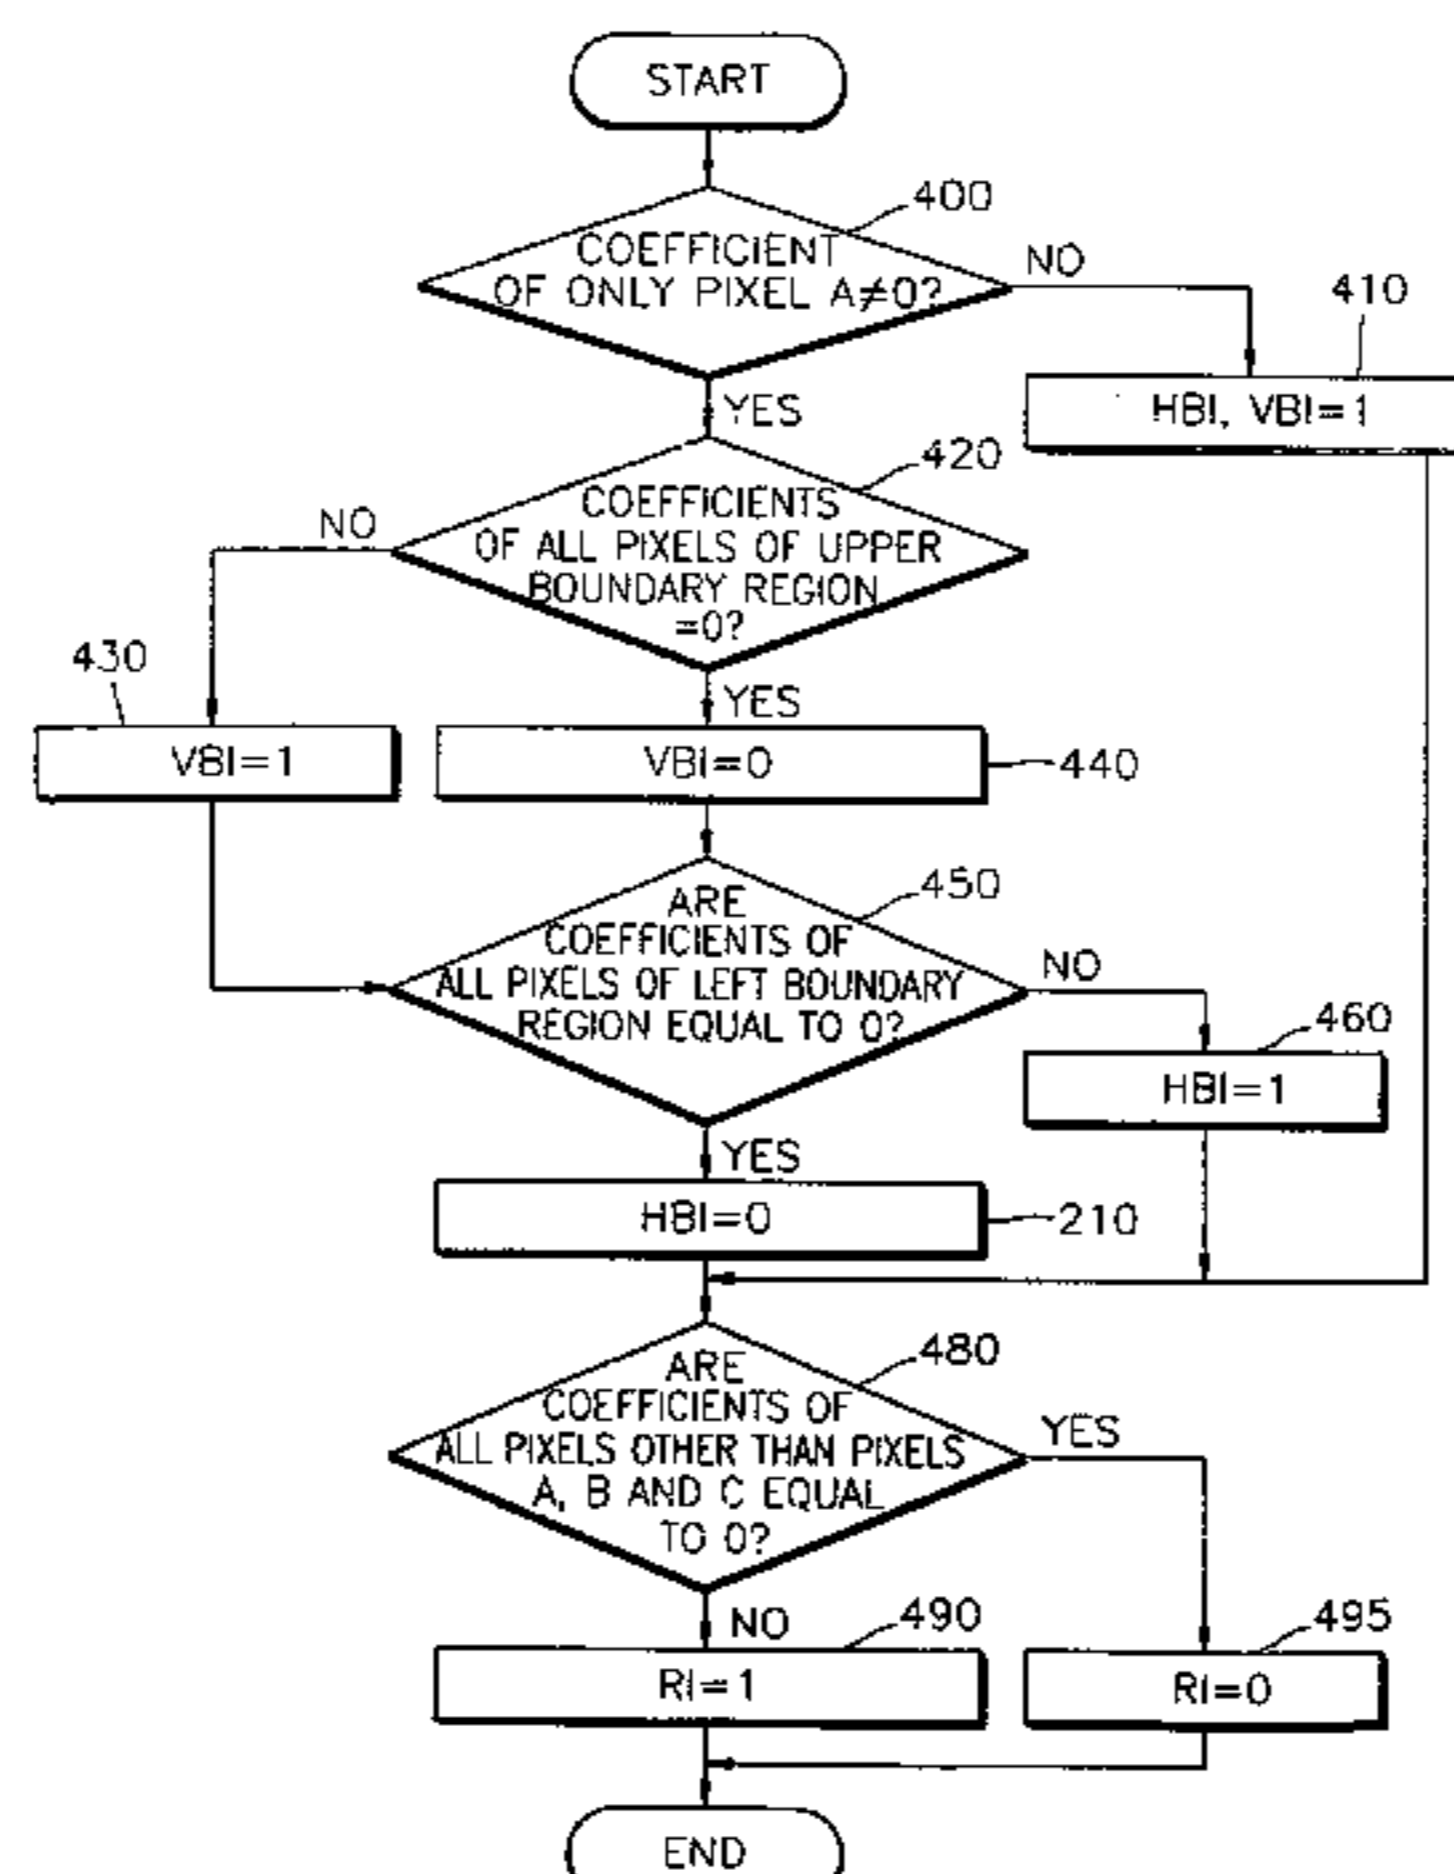 START
400
COEFFICIENT
OF ONLY PIXEL A≠0?
NO
410
HBI, VBI=1
YES
420
COEFFICIENTS
OF ALL PIXELS OF UPPER
BOUNDARY REGION
=0?
NO
430
VBI=1
YES
VBI=0
440
450
ARE
COEFFICIENTS OF
ALL PIXELS OF LEFT BOUNDARY
REGION EQUAL TO 0?
NO
460
HBI=1
YES
HBI=0
210
480
ARE
COEFFICIENTS OF
ALL PIXELS OTHER THAN PIXELS
A, B AND C EQUAL
TO 0?
YES
NO
490
RI=1
495
RI=0
END